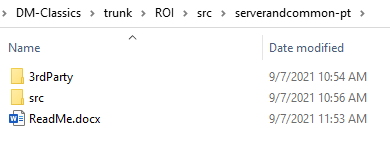 › DM-Classics › trunk › ROI › src › serverandcommon-pt ›
Name Date modified
3rdParty 9/7/2021 10:54 AM
src 9/7/2021 10:56 AM
ReadMe.docx 9/7/2021 11:53 AM